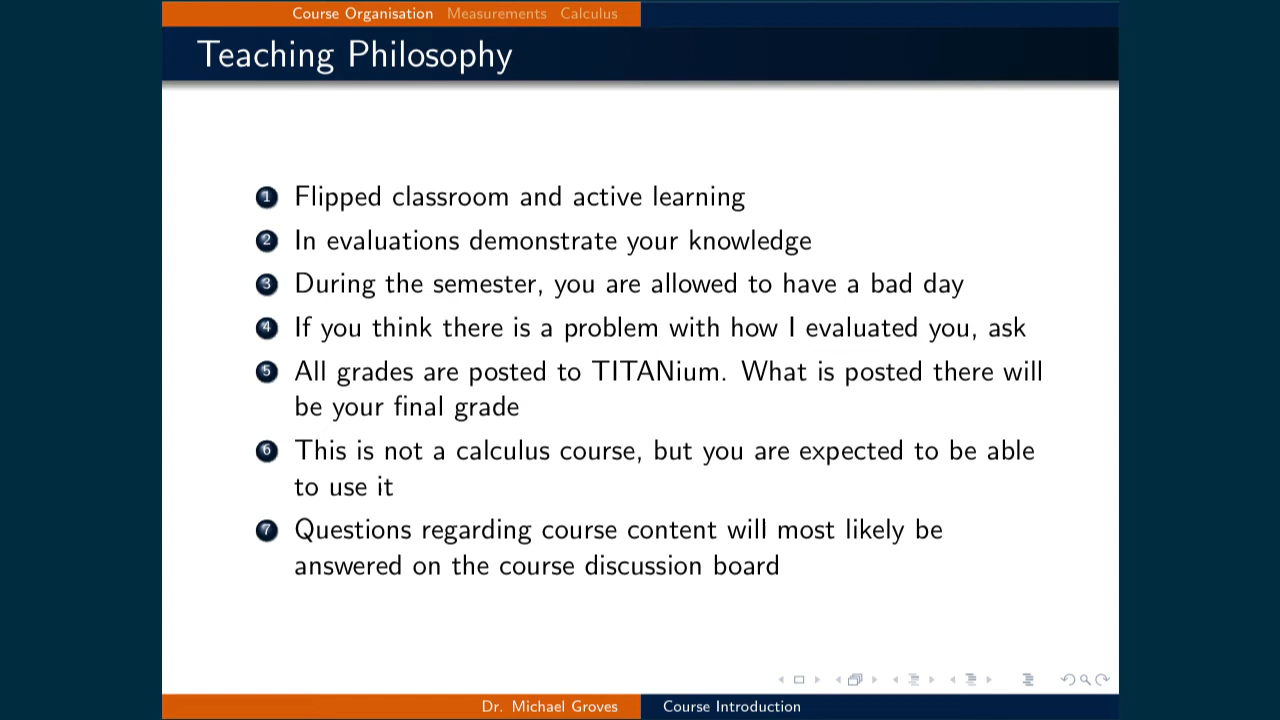 Course Organisation Measurements Calculus
Teaching Philosophy
1 Flipped classroom and active learning
2 In evaluations demonstrate your knowledge
3 During the semester, you are allowed to have a bad day
4 If you think there is a problem with how I evaluated you, ask
5 All grades are posted to TITANium. What is posted there will
be your final grade
6 This is not a calculus course, but you are expected to be able
to use it
7 Questions regarding course content will most likely be
answered on the course discussion board
Dr. Michael Groves Course Introduction